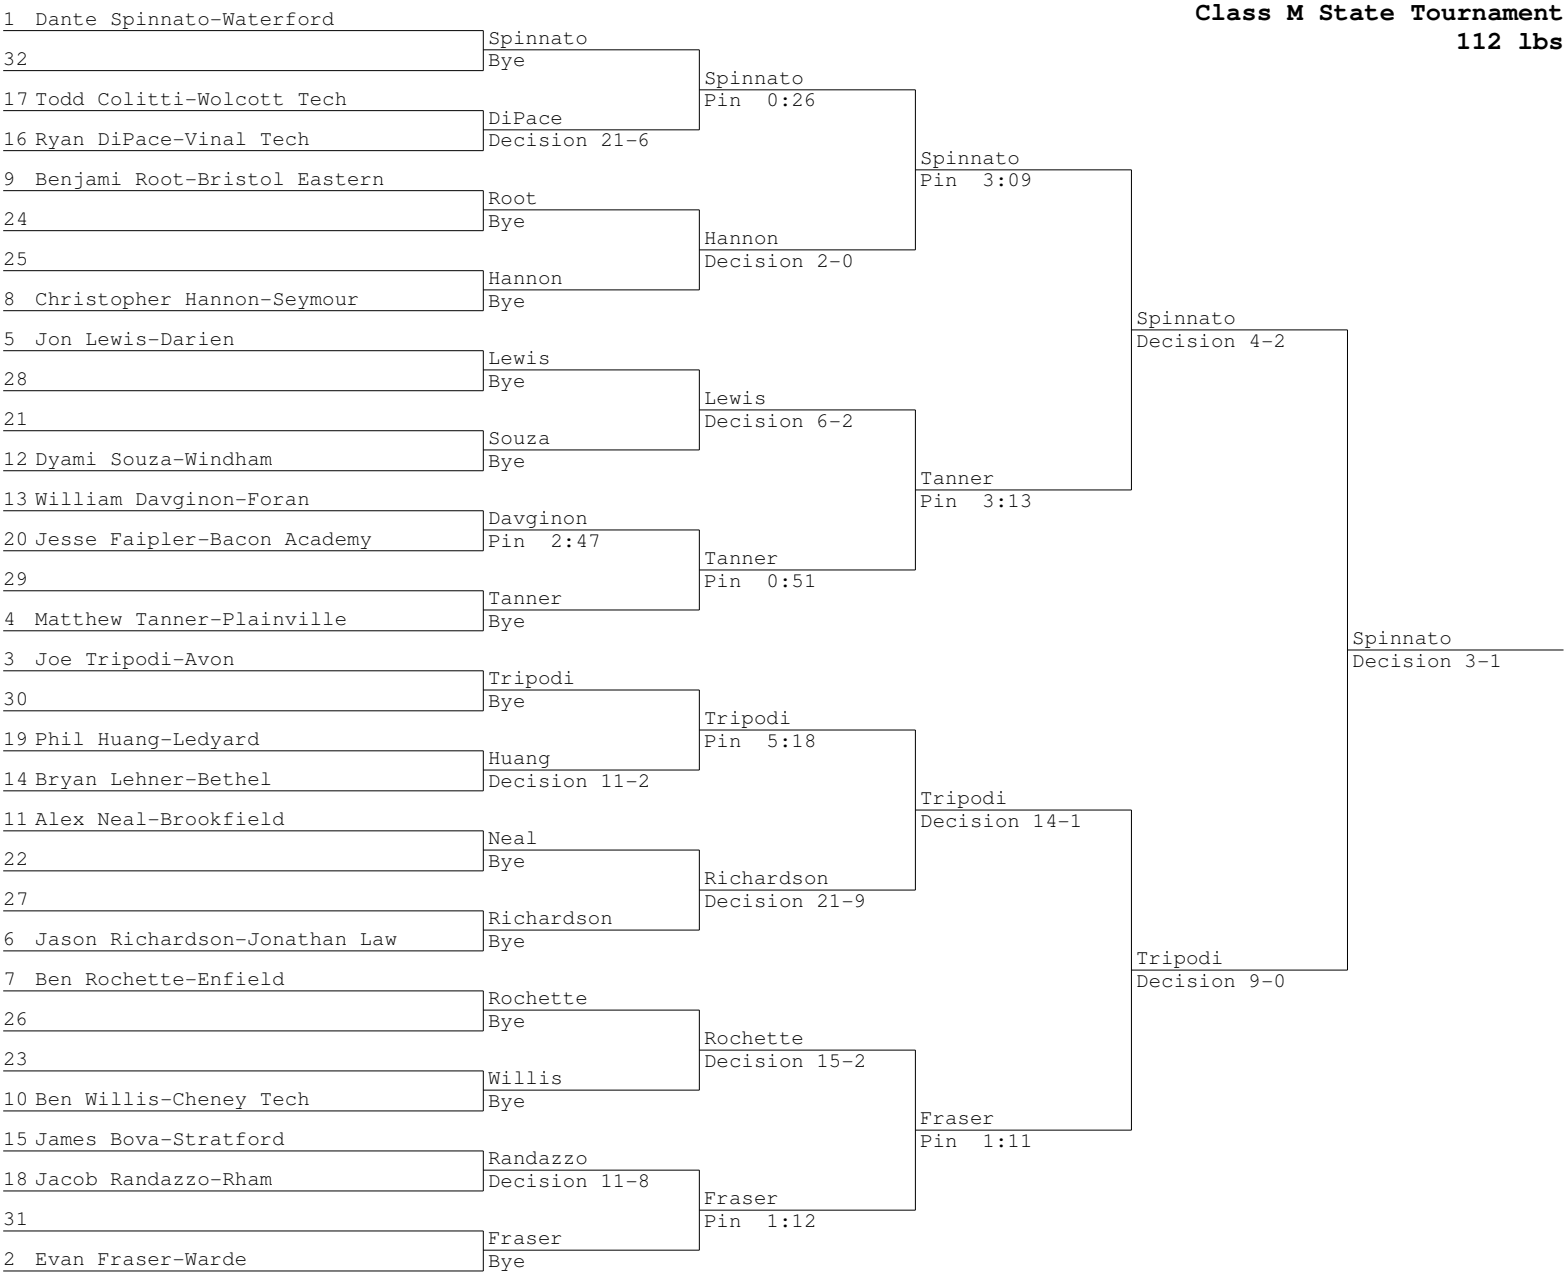 Class M State Tournament
112 lbs
1 Dante Spinnato-Waterford
32
17 Todd Colitti-Wolcott Tech
16 Ryan DiPace-Vinal Tech
9 Benjami Root-Bristol Eastern
24
25
8 Christopher Hannon-Seymour
5 Jon Lewis-Darien
28
21
12 Dyami Souza-Windham
13 William Davginon-Foran
20 Jesse Faipler-Bacon Academy
29
4 Matthew Tanner-Plainville
3 Joe Tripodi-Avon
30
19 Phil Huang-Ledyard
14 Bryan Lehner-Bethel
11 Alex Neal-Brookfield
22
27
6 Jason Richardson-Jonathan Law
7 Ben Rochette-Enfield
26
23
10 Ben Willis-Cheney Tech
15 James Bova-Stratford
18 Jacob Randazzo-Rham
31
2 Evan Fraser-Warde
Spinnato
Bye
DiPace
Decision 21-6
Root
Bye
Hannon
Bye
Lewis
Bye
Souza
Bye
Davginon
Pin 2:47
Tanner
Bye
Tripodi
Bye
Huang
Decision 11-2
Neal
Bye
Richardson
Bye
Rochette
Bye
Willis
Bye
Randazzo
Decision 11-8
Fraser
Bye
Spinnato
Pin 0:26
Hannon
Decision 2-0
Lewis
Decision 6-2
Tanner
Pin 0:51
Tripodi
Pin 5:18
Richardson
Decision 21-9
Rochette
Decision 15-2
Fraser
Pin 1:12
Spinnato
Pin 3:09
Tanner
Pin 3:13
Tripodi
Decision 14-1
Fraser
Pin 1:11
Spinnato
Decision 4-2
Tripodi
Decision 9-0
Spinnato
Decision 3-1